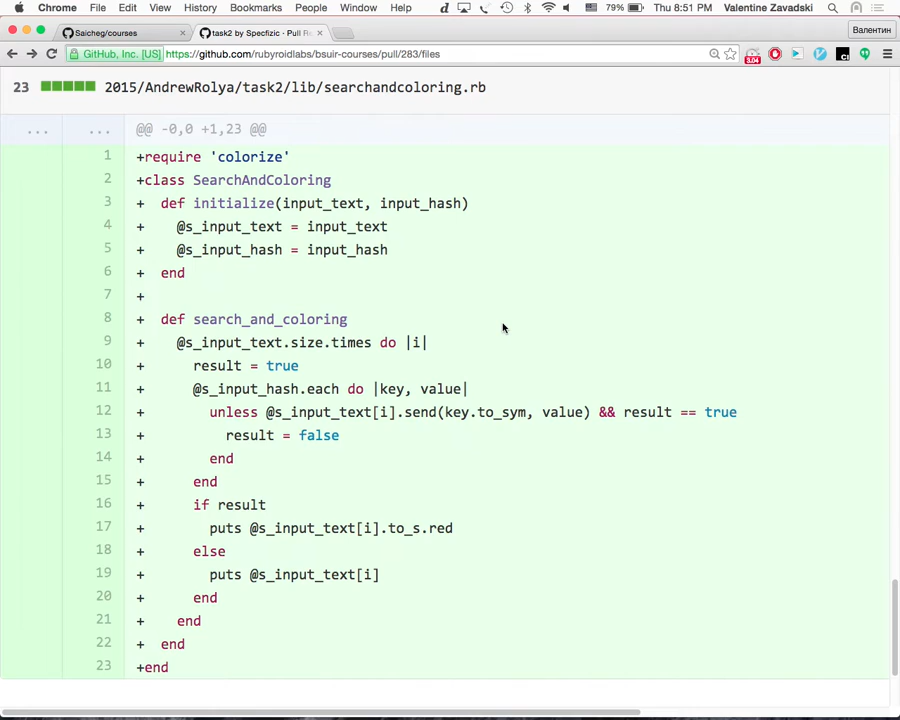 Chrome File Edit View History Bookmarks People Window Help 79% Thu 8:51 PM Valentine Zavadski
Saicheg/courses task2 by Specfizic · Pull R Валентин
GitHub, Inc. [US] https://github.com/rubyroidlabs/bsuir-courses/pull/283/files 3.04
23 2015/AndrewRolya/task2/lib/searchandcoloring.rb
... ... @@ -0,0 +1,23 @@
1 +require 'colorize'
2 +class SearchAndColoring
3 +  def initialize(input_text, input_hash)
4 +    @s_input_text = input_text
5 +    @s_input_hash = input_hash
6 +  end
7 +
8 +  def search_and_coloring
9 +    @s_input_text.size.times do |i|
10 +      result = true
11 +      @s_input_hash.each do |key, value|
12 +        unless @s_input_text[i].send(key.to_sym, value) && result == true
13 +          result = false
14 +        end
15 +      end
16 +      if result
17 +        puts @s_input_text[i].to_s.red
18 +      else
19 +        puts @s_input_text[i]
20 +      end
21 +    end
22 +  end
23 +end